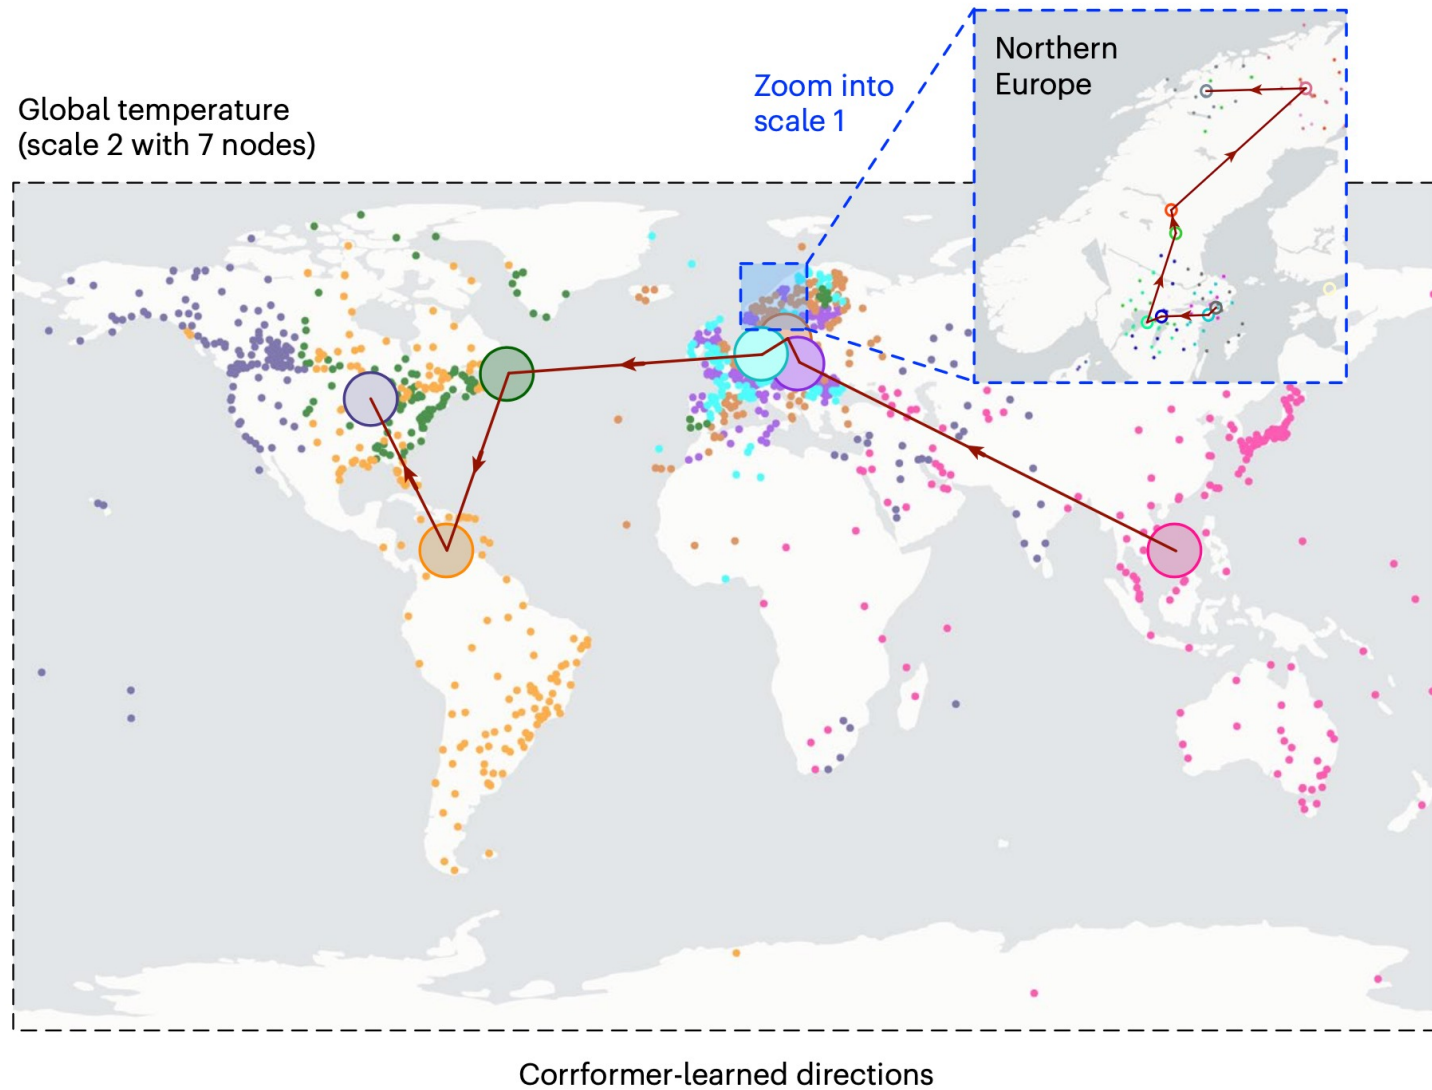 Global temperature
(scale 2 with 7 nodes)
Zoom into
scale 1
Northern
Europe
Corrformer-learned directions